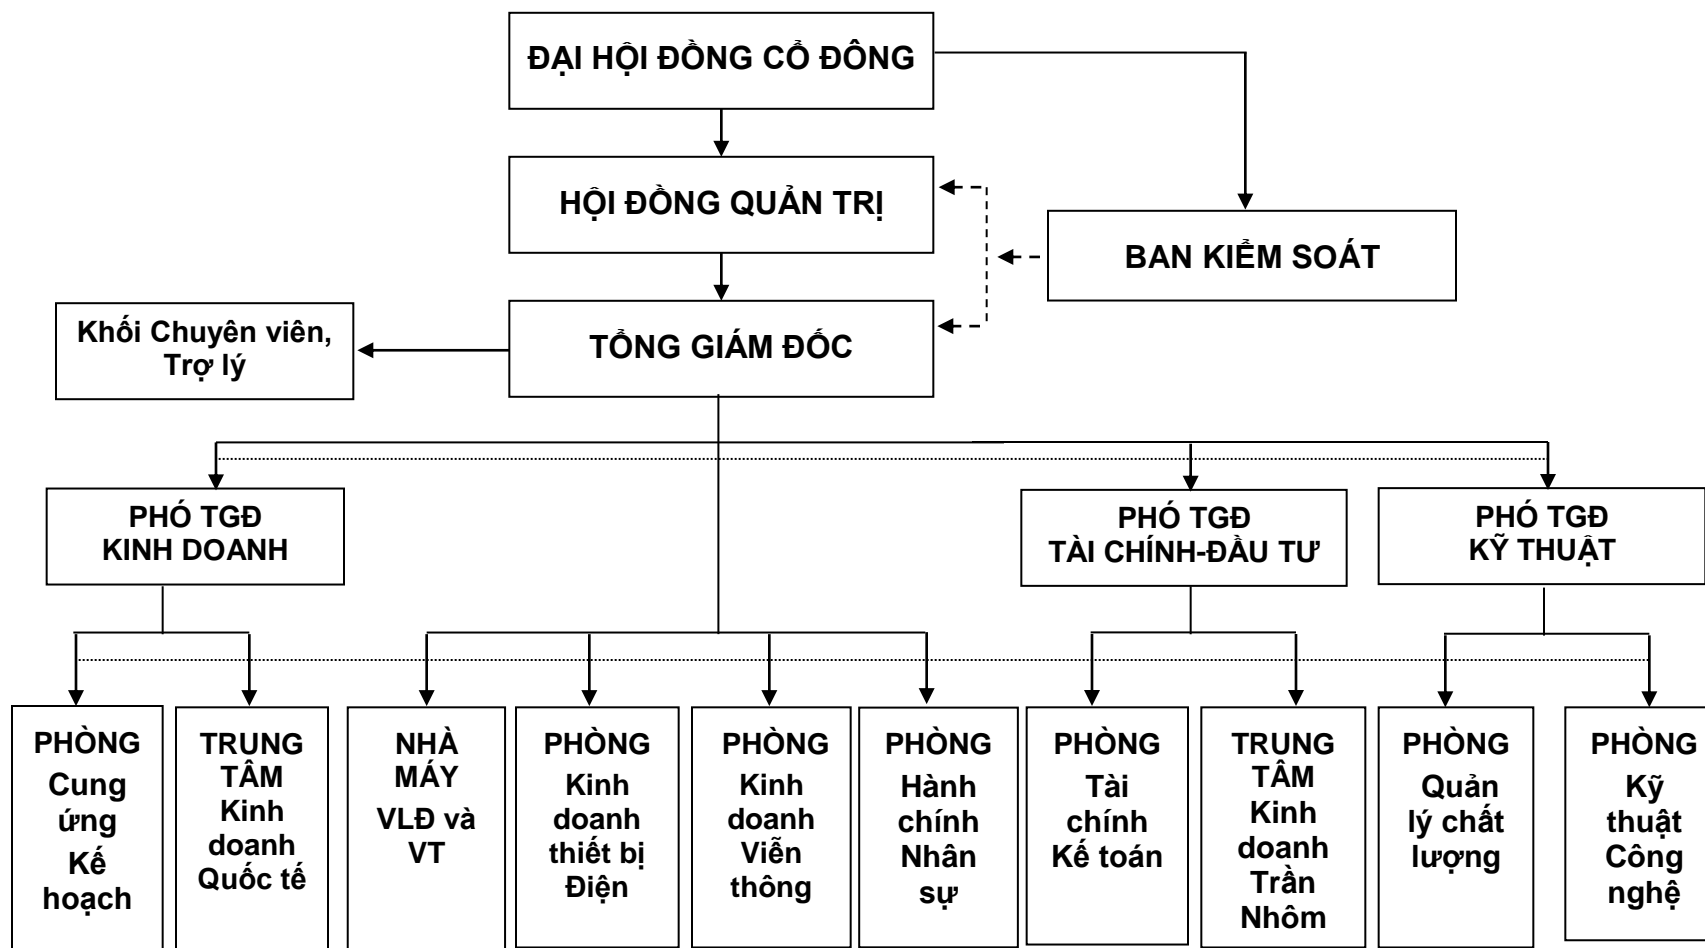 ĐẠI HỘI ĐỒNG CỔ ĐÔNG
HỘI ĐỒNG QUẢN TRỊ
BAN KIỂM SOÁT
Khối Chuyên viên,
Trợ lý
TỔNG GIÁM ĐỐC
PHÓ TGĐ
KINH DOANH
PHÓ TGĐ
TÀI CHÍNH-ĐẦU TƯ
PHÓ TGĐ
KỸ THUẬT
PHÒNG
Cung
ứng
Kế
hoạch
TRUNG
TÂM
Kinh
doanh
Quốc tế
NHÀ
MÁY
VLĐ và
VT
PHÒNG
Kinh
doanh
thiết bị
Điện
PHÒNG
Kinh
doanh
Viễn
thông
PHÒNG
Hành
chính
Nhân
sự
PHÒNG
Tài
chính
Kế toán
TRUNG
TÂM
Kinh
doanh
Trần
Nhôm
PHÒNG
Quản
lý chất
lượng
PHÒNG
Kỹ
thuật
Công
nghệ